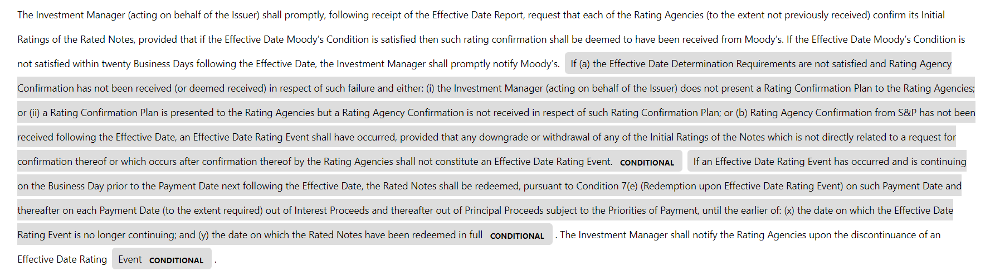 The Investment Manager (acting on behalf of the Issuer) shall promptly, following receipt of the Effective Date Report, request that each of the Rating Agencies (to the extent not previously received) confirm its Initial
Ratings of the Rated Notes, provided that if the Effective Date Moody's Condition is satisfied then such rating confirmation shall be deemed to have been received from Moody's. If the Effective Date Moody's Condition is
not satisfied within twenty Business Days following the Effective Date, the Investment Manager shall promptly notify Moody's. If (a) the Effective Date Determination Requirements are not satisfied and Rating Agency
Confirmation has not been received (or deemed received) in respect of such failure and either: (i) the Investment Manager (acting on behalf of the Issuer) does not present a Rating Confirmation Plan to the Rating Agencies;
or (ii) a Rating Confirmation Plan is presented to the Rating Agencies but a Rating Agency Confirmation is not received in respect of such Rating Confirmation Plan; or (b) Rating Agency Confirmation from S&P has not been
received following the Effective Date, an Effective Date Rating Event shall have occurred, provided that any downgrade or withdrawal of any of the Initial Ratings of the Notes which is not directly related to a request for
confirmation thereof or which occurs after confirmation thereof by the Rating Agencies shall not constitute an Effective Date Rating Event. CONDITIONAL If an Effective Date Rating Event has occurred and is continuing
on the Business Day prior to the Payment Date next following the Effective Date, the Rated Notes shall be redeemed, pursuant to Condition 7(e) (Redemption upon Effective Date Rating Event) on such Payment Date and
thereafter on each Payment Date (to the extent required) out of Interest Proceeds and thereafter out of Principal Proceeds subject to the Priorities of Payment, until the earlier of: (x) the date on which the Effective Date
Rating Event is no longer continuing; and (y) the date on which the Rated Notes have been redeemed in full CONDITIONAL . The Investment Manager shall notify the Rating Agencies upon the discontinuance of an
Effective Date Rating Event CONDITIONAL .